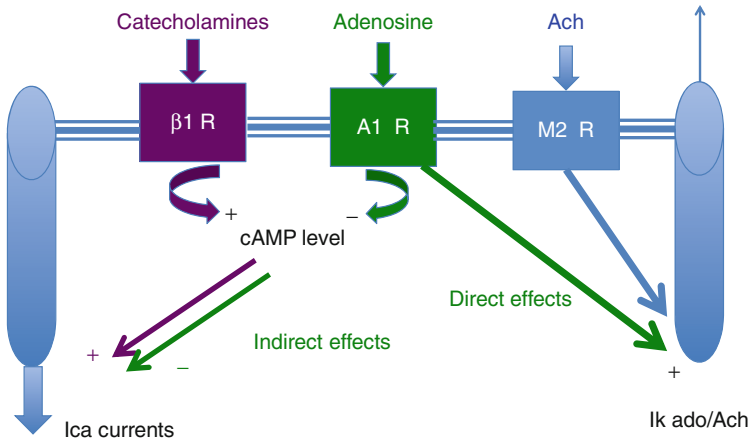 Catecholamines Adenosine Ach
β1 R A1 R M2 R
+ −
cAMP level
Direct effects
Indirect effects
+ −
+
Ica currents
Ik ado/Ach